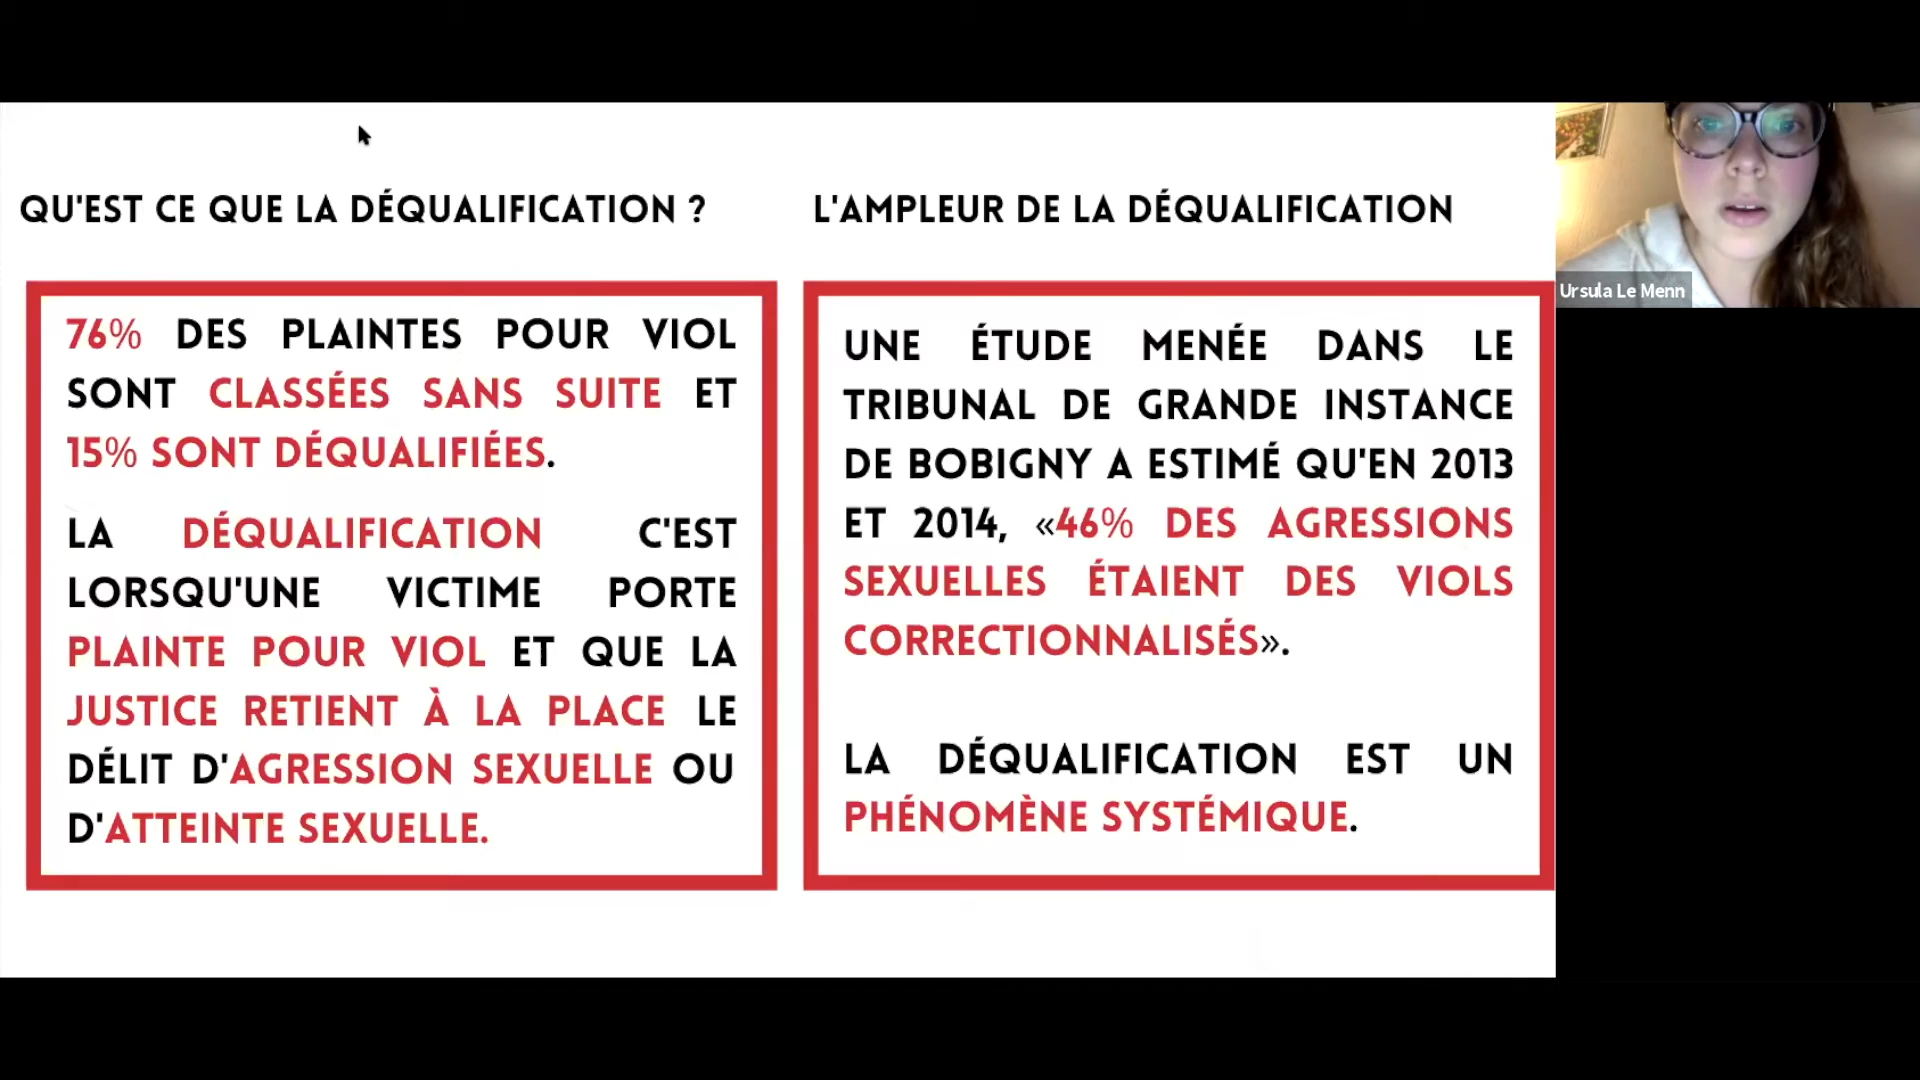 QU'EST CE QUE LA DÉQUALIFICATION ?
76% DES PLAINTES POUR VIOL
SONT CLASSÉES SANS SUITE ET
15% SONT DÉQUALIFIÉES.
LA DÉQUALIFICATION C'EST
LORSQU'UNE VICTIME PORTE
PLAINTE POUR VIOL ET QUE LA
JUSTICE RETIENT À LA PLACE LE
DÉLIT D'AGRESSION SEXUELLE OU
D'ATTEINTE SEXUELLE.
L'AMPLEUR DE LA DÉQUALIFICATION
UNE ÉTUDE MENÉE DANS LE
TRIBUNAL DE GRANDE INSTANCE
DE BOBIGNY A ESTIMÉ QU'EN 2013
ET 2014, «46% DES AGRESSIONS
SEXUELLES ÉTAIENT DES VIOLS
CORRECTIONNALISÉS».
LA DÉQUALIFICATION EST UN
PHÉNOMÈNE SYSTÉMIQUE.
Ursula Le Menn